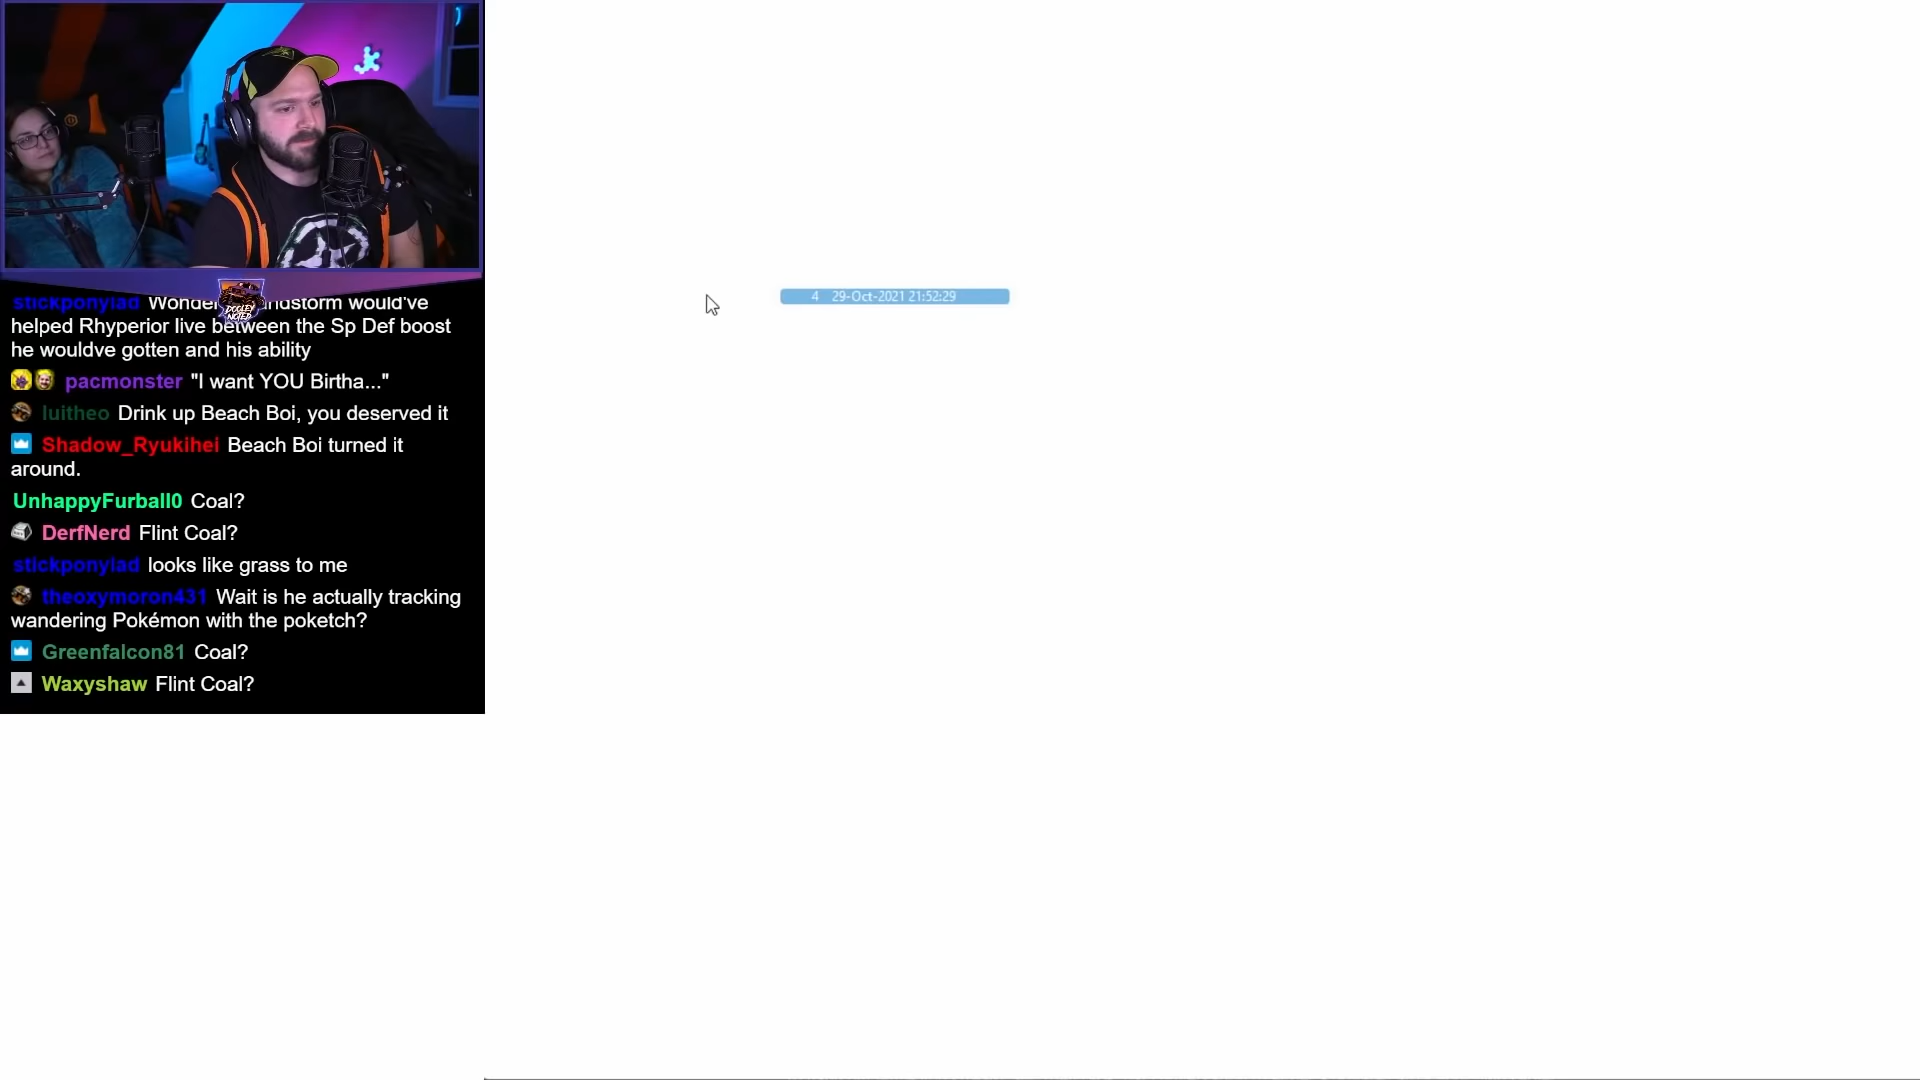 stickponylad Wonder ndstorm would've
helped Rhyperior live between the Sp Def boost
he wouldve gotten and his ability
pacmonster "I want YOU Birtha..."
luitheo Drink up Beach Boi, you deserved it
Shadow_Ryukihei Beach Boi turned it
around.
UnhappyFurball0 Coal?
DerfNerd Flint Coal?
stickponylad looks like grass to me
theoxymoron431 Wait is he actually tracking
wandering Pokémon with the poketch?
Greenfalcon81 Coal?
Waxyshaw Flint Coal?
DOOLEY
NOTED
4 29-Oct-2021 21:52:29